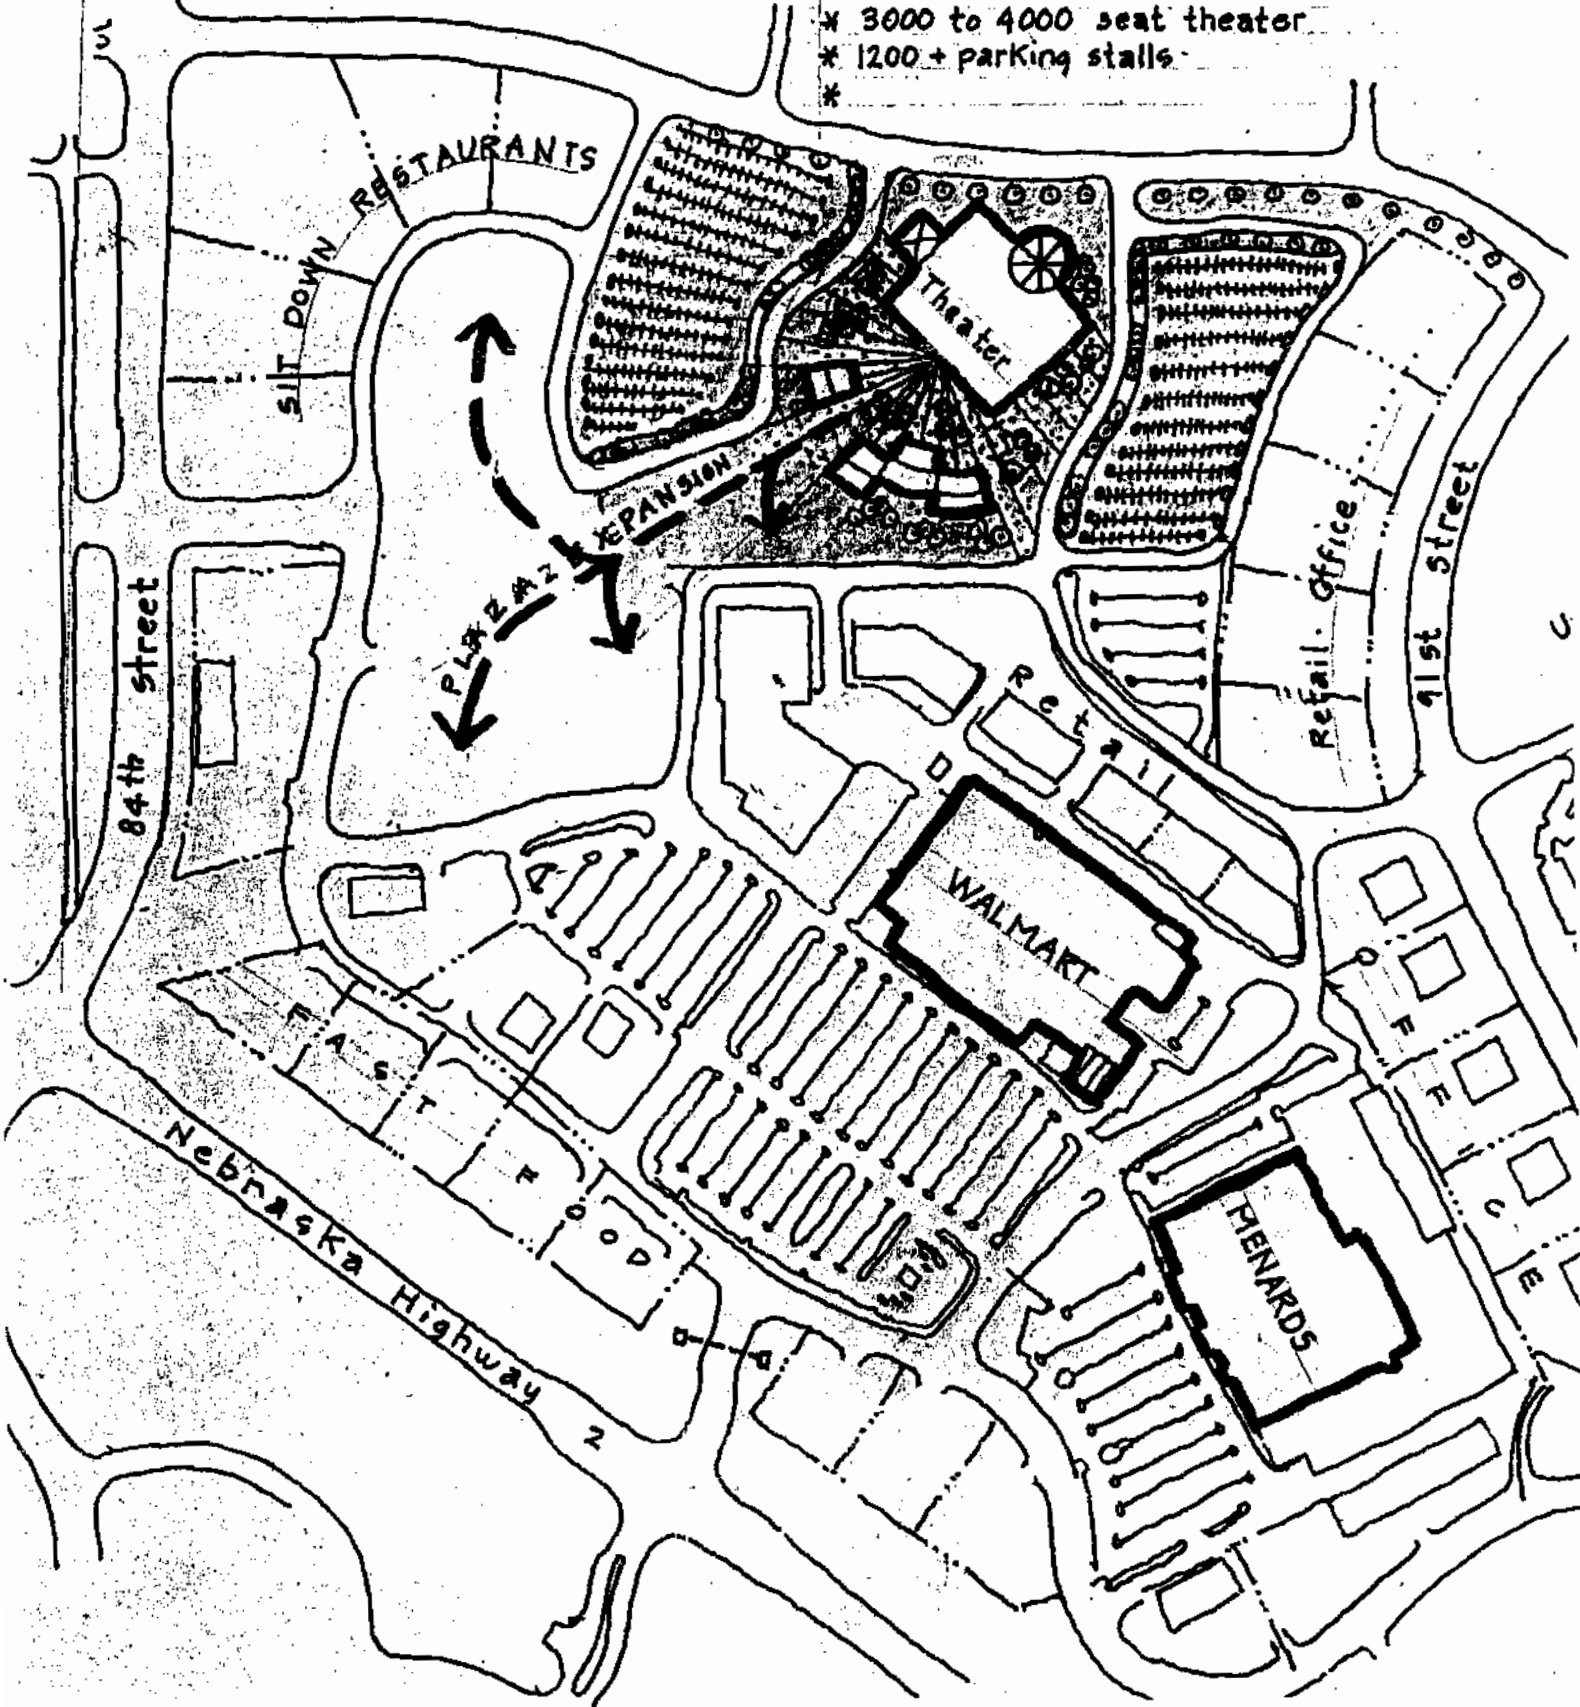 * 3000 to 4000 seat theater
* 1200 + parking stalls
*
SIT DOWN RESTAURANTS
Theater
EXPANSION
Retail. Office
91st Street
84th Street
Retail
WALMART
OFFICE
FAST FOOD
MENARDS
Nebraska Highway 2